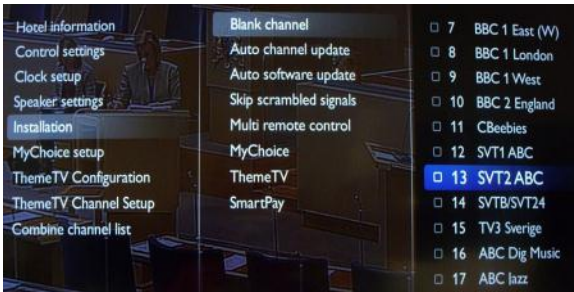 Hotel information
Control settings
Clock setup
Speaker settings
Installation
MyChoice setup
ThemeTV Configuration
ThemeTV Channel Setup
Combine channel list
Blank channel
Auto channel update
Auto software update
Skip scrambled signals
Multi remote control
MyChoice
ThemeTV
SmartPay
7 BBC 1 East (W)
8 BBC 1 London
9 BBC 1 West
10 BBC 2 England
11 CBeebies
12 SVT1 ABC
13 SVT2 ABC
14 SVTB/SVT24
15 TV3 Sverige
16 ABC Dig Music
17 ABC Jazz